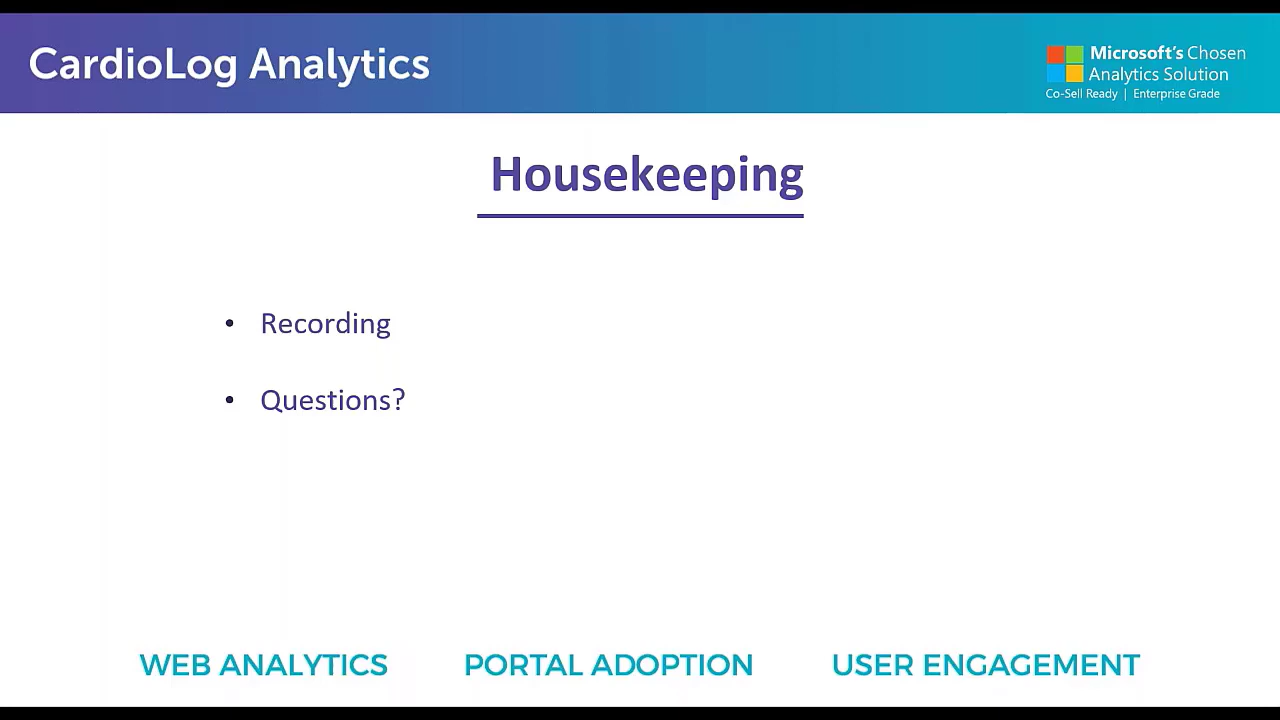 CardioLog Analytics
Microsoft's Chosen
Analytics Solution
Co-Sell Ready | Enterprise Grade
Housekeeping
• Recording
• Questions?
WEB ANALYTICS PORTAL ADOPTION USER ENGAGEMENT